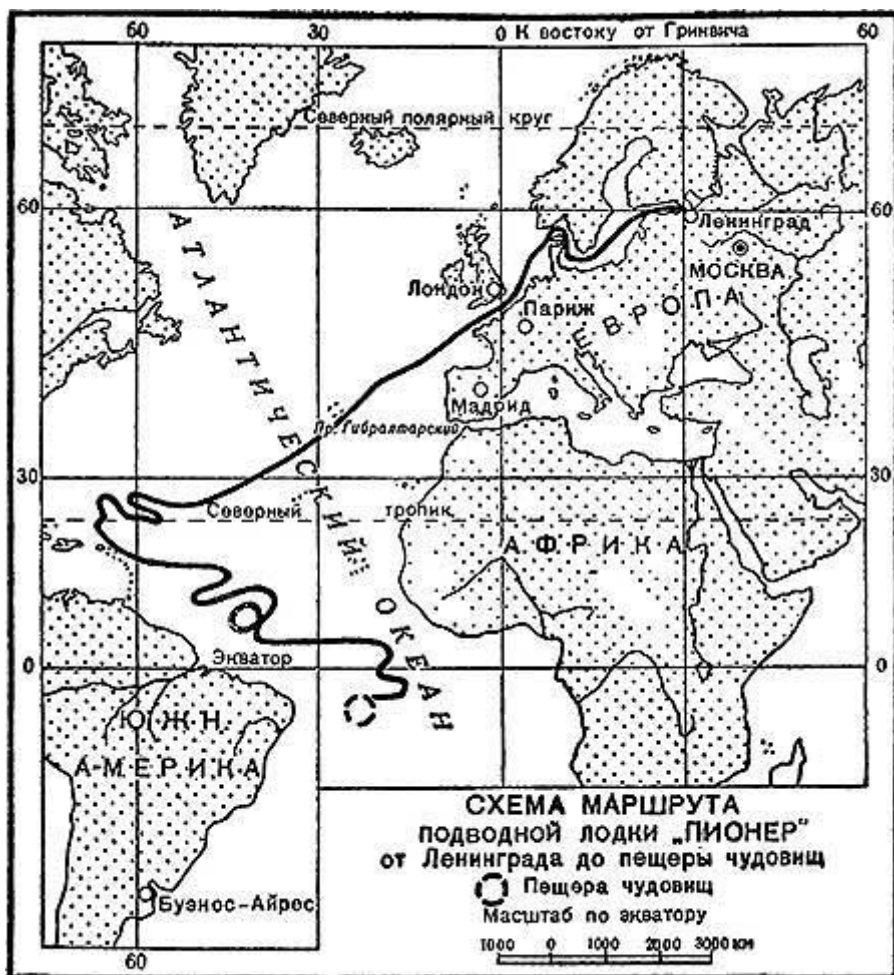 60
30
0 К востоку от Гринвича
60
Северный полярный круг
60
60
Ленинград
МОСКВА
Лондон
Париж
ЕВРОПА
АТЛАНТИЧЕСКИЙ ОКЕАН
Мадрид
Пр. Гибралтарский
30
30
Северный тропик
АФРИКА
Экватор
0
0
ЮЖН.
АМЕРИКА
Буэнос-Айрес
60
СХЕМА МАРШРУТА
ПОДВОДНОЙ ЛОДКИ „ПИОНЕР"
от Ленинграда до пещеры чудовищ
Пещера чудовищ
Масштаб по экватору
1000 0 1000 2000 3000 км